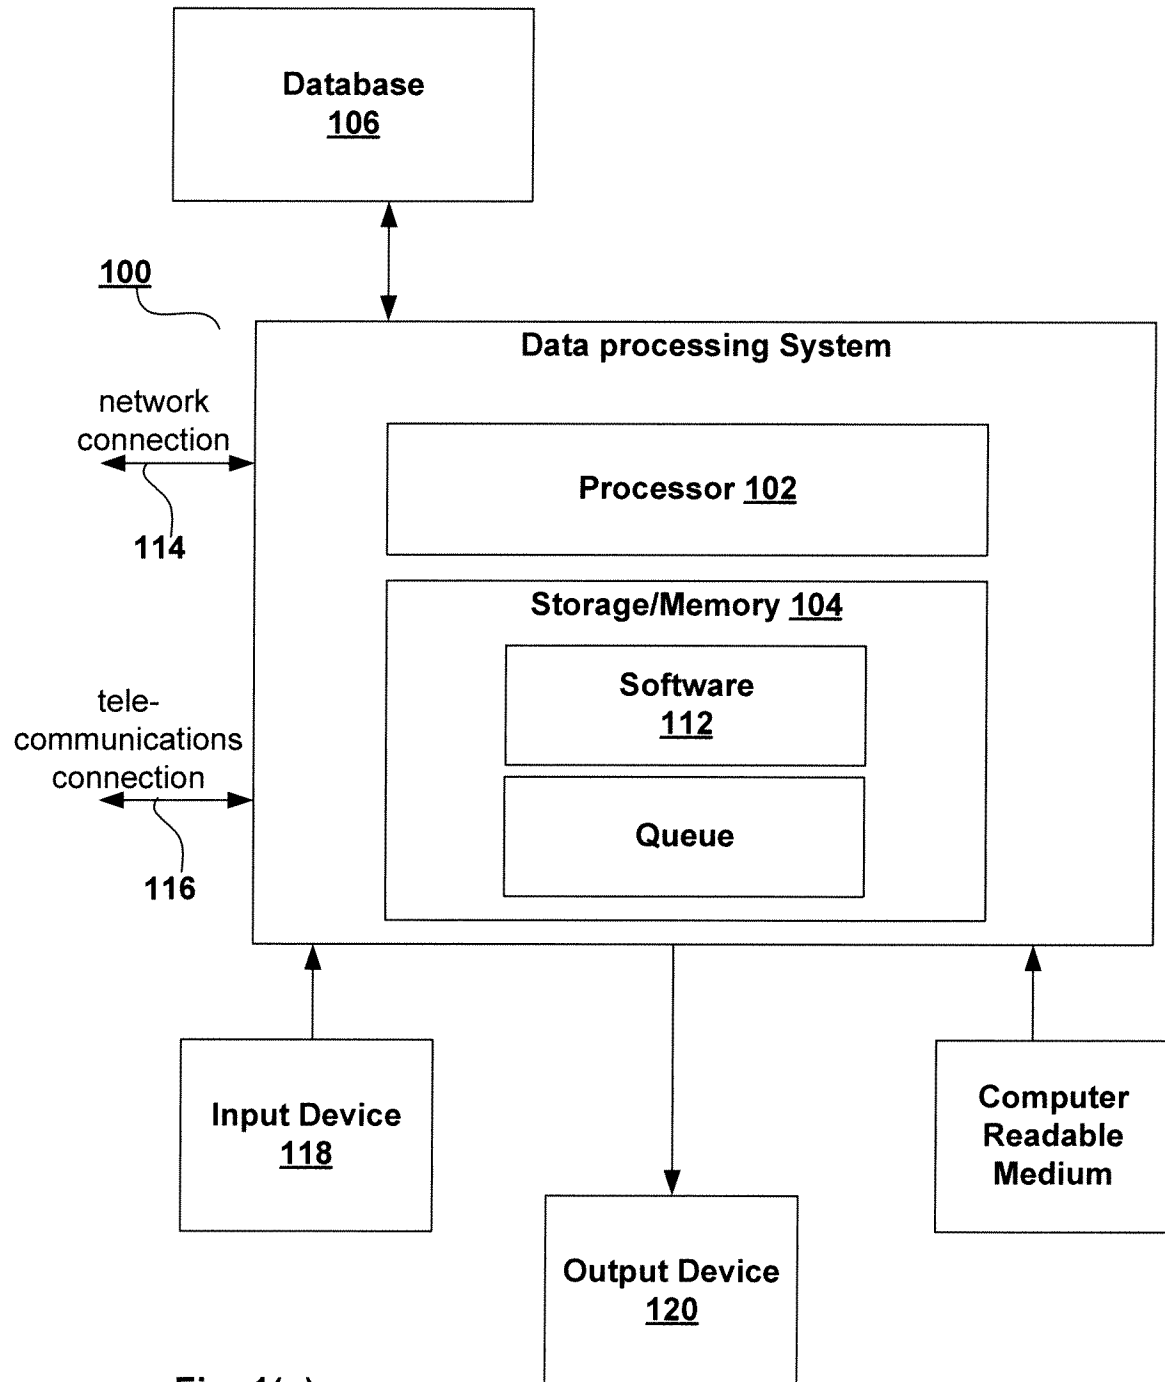 Database
106
100
Data processing System
network
connection
114
Processor 102
Storage/Memory 104
Software
112
Queue
tele-
communications
connection
116
Input Device
118
Computer
Readable
Medium
Output Device
120